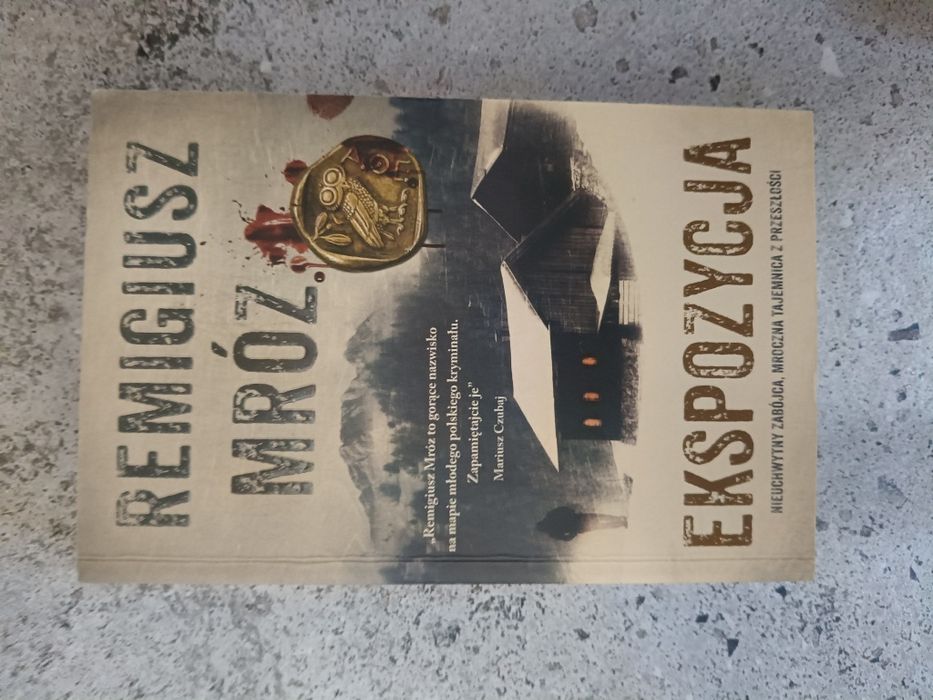 REMIGIUSZ
MRÓZ
„Remigiusz Mróz to gorące nazwisko
na mapie młodego polskiego kryminału.
Zapamiętajcie je”
Mariusz Czubaj
EKSPOZYCJA
NIEUCHWYTNY ZABÓJCA, MROCZNA TAJEMNICA Z PRZESZŁOŚCI